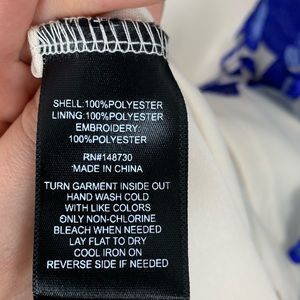 SHELL:100%POLYESTER
LINING:100%POLYESTER
EMBROIDERY:
100%POLYESTER
RN#148730
MADE IN CHINA
TURN GARMENT INSIDE OUT
HAND WASH COLD
WITH LIKE COLORS
ONLY NON-CHLORINE
BLEACH WHEN NEEDED
LAY FLAT TO DRY
COOL IRON ON
REVERSE SIDE IF NEEDED